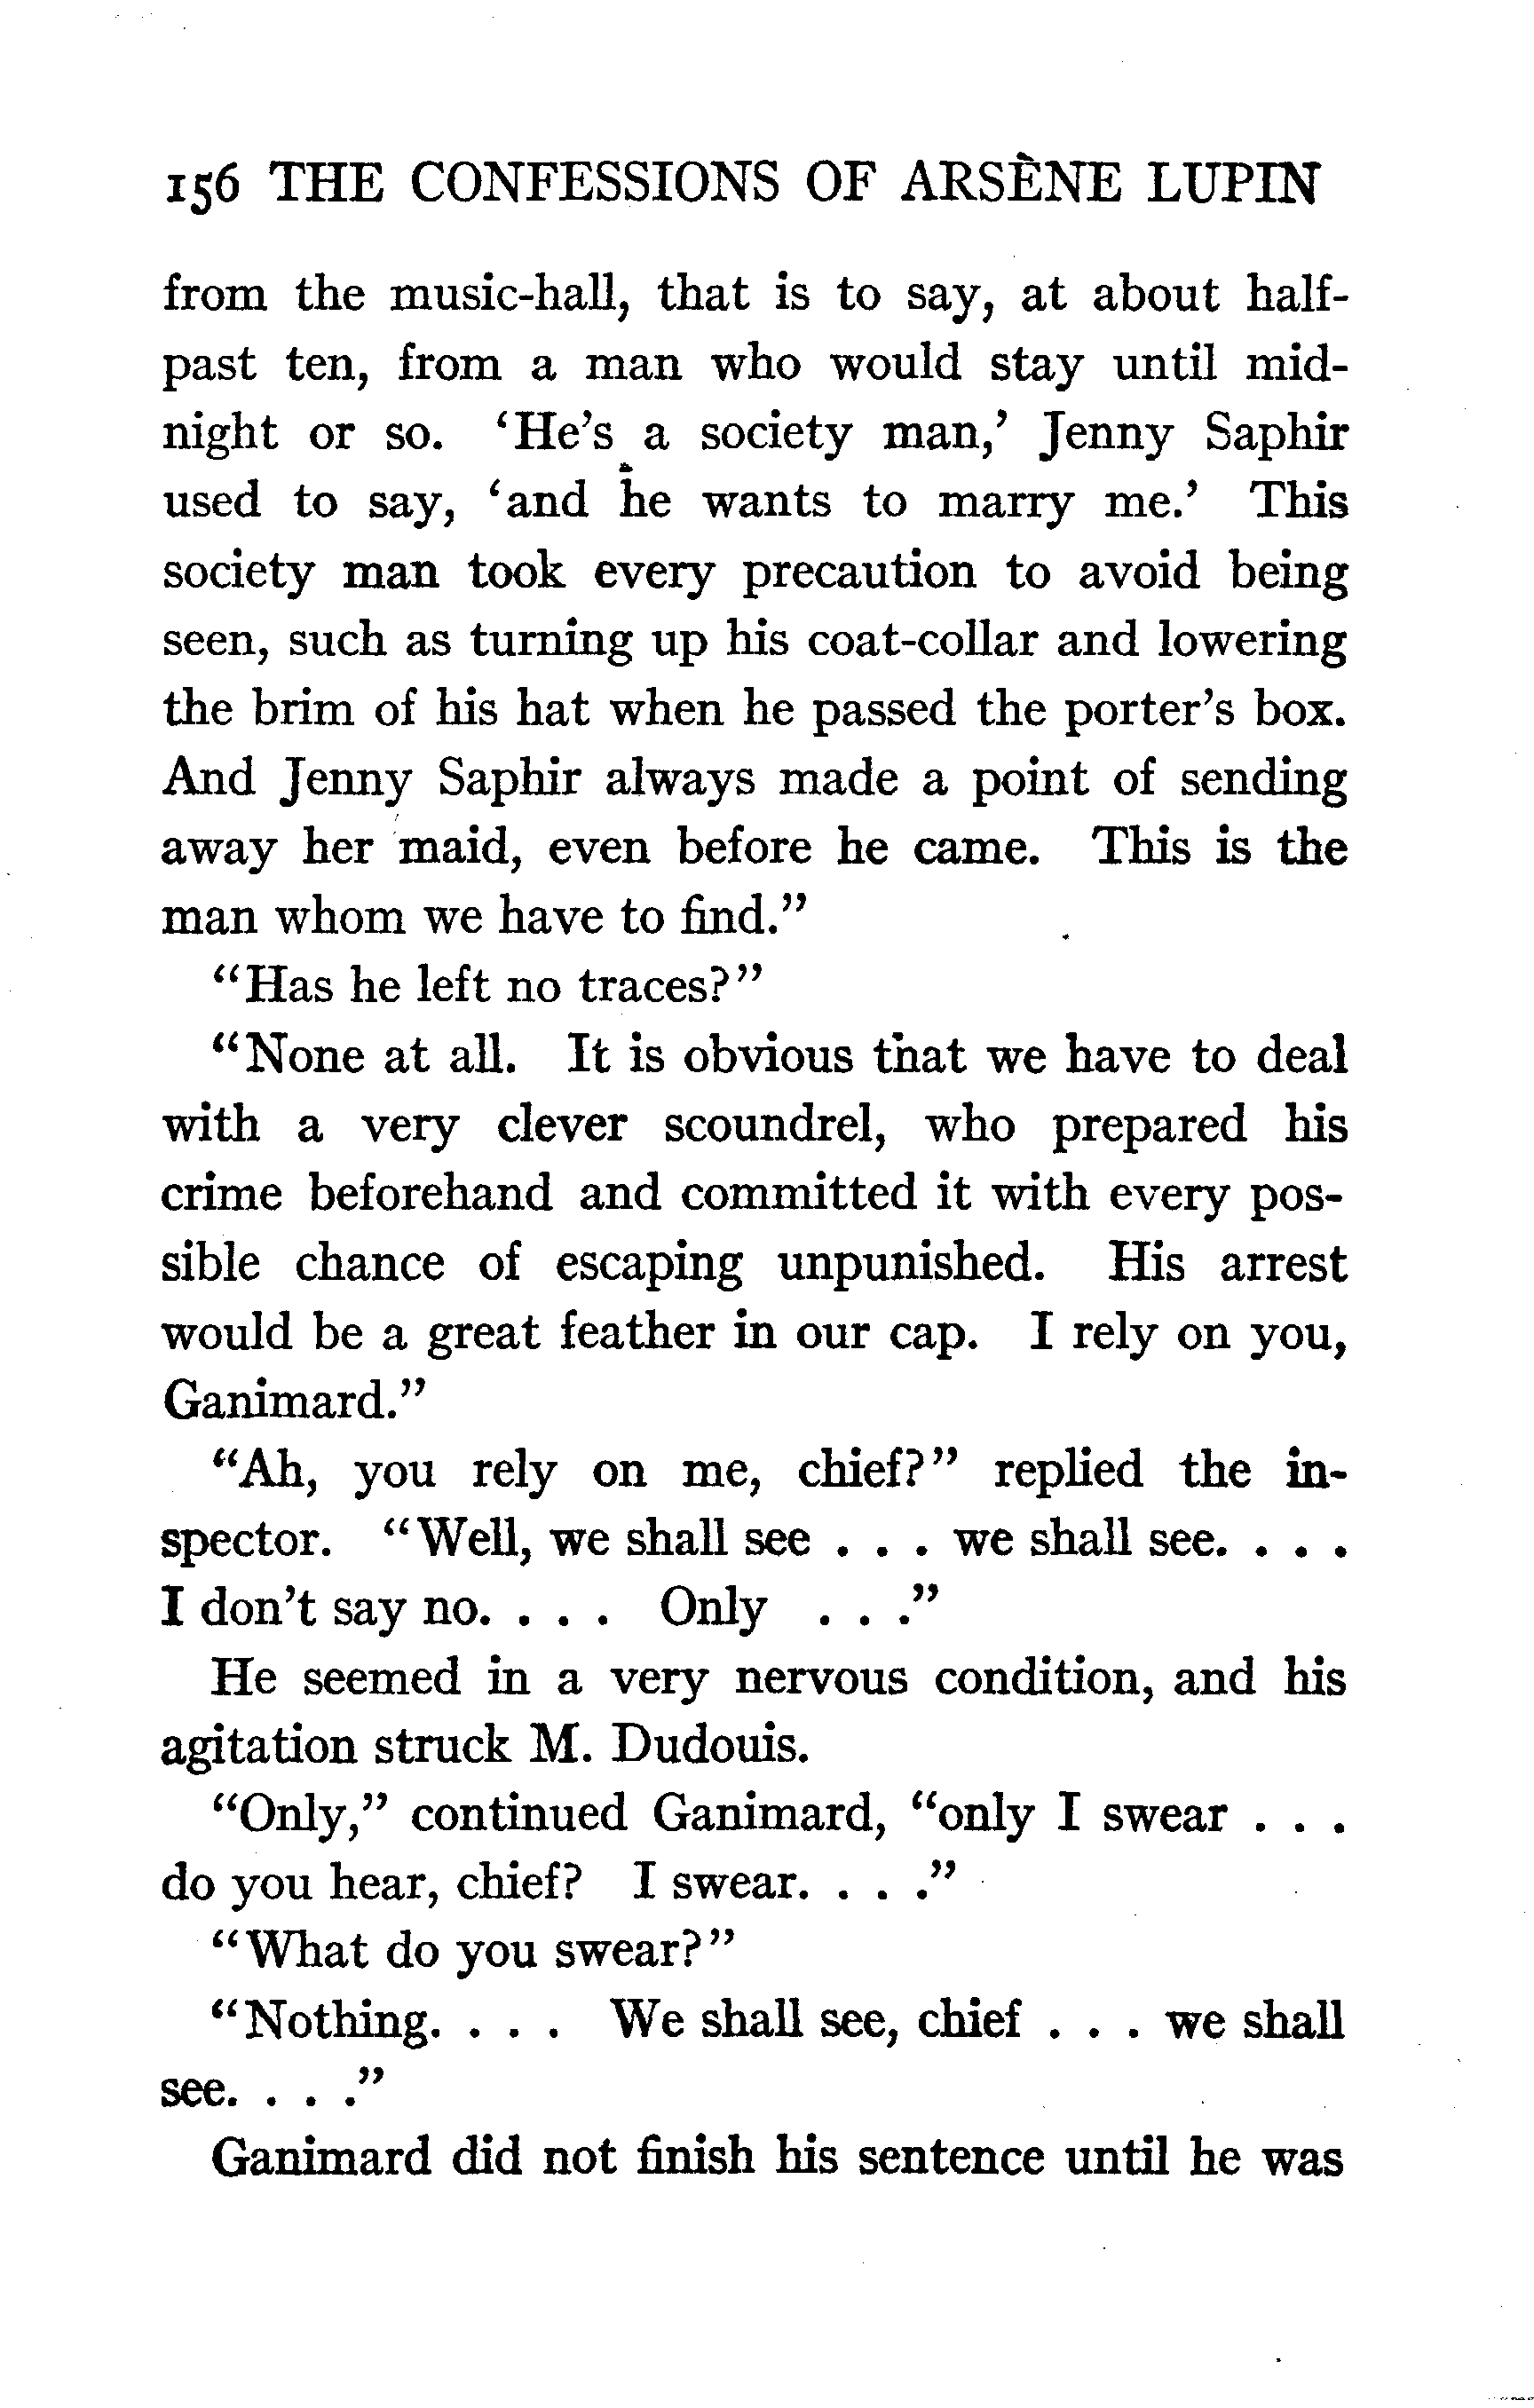 156 THE CONFESSIONS OF ARSÈNE LUPIN
from the music-hall, that is to say, at about half-
past ten, from a man who would stay until mid-
night or so. ‘He’s a society man,’ Jenny Saphir
used to say, ‘and he wants to marry me.’ This
society man took every precaution to avoid being
seen, such as turning up his coat-collar and lowering
the brim of his hat when he passed the porter’s box.
And Jenny Saphir always made a point of sending
away her maid, even before he came. This is the
man whom we have to find.”
“Has he left no traces?”
“None at all. It is obvious that we have to deal
with a very clever scoundrel, who prepared his
crime beforehand and committed it with every pos-
sible chance of escaping unpunished. His arrest
would be a great feather in our cap. I rely on you,
Ganimard.”
“Ah, you rely on me, chief?” replied the in-
spector. “Well, we shall see . . . we shall see. . . .
I don’t say no. . . . Only . . .”
He seemed in a very nervous condition, and his
agitation struck M. Dudouis.
“Only,” continued Ganimard, “only I swear . . .
do you hear, chief? I swear. . . .”
“What do you swear?”
“Nothing. . . . We shall see, chief . . . we shall
see. . . .”
Ganimard did not finish his sentence until he was